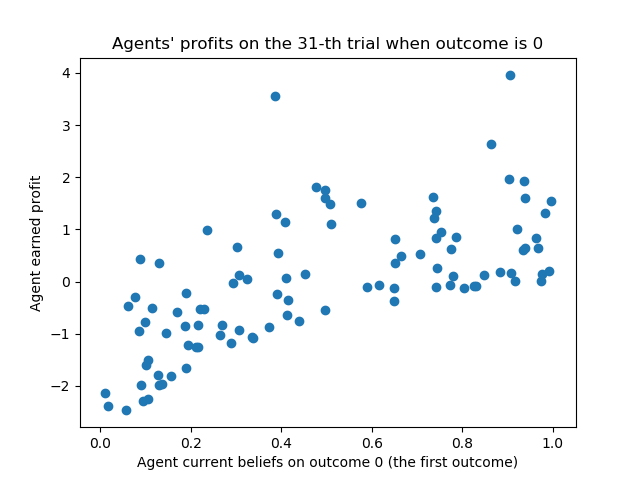 Agents' profits on the 31-th trial when outcome is 0
Agent earned profit
4
3
2
1
0
−1
−2
0.0 0.2 0.4 0.6 0.8 1.0
Agent current beliefs on outcome 0 (the first outcome)